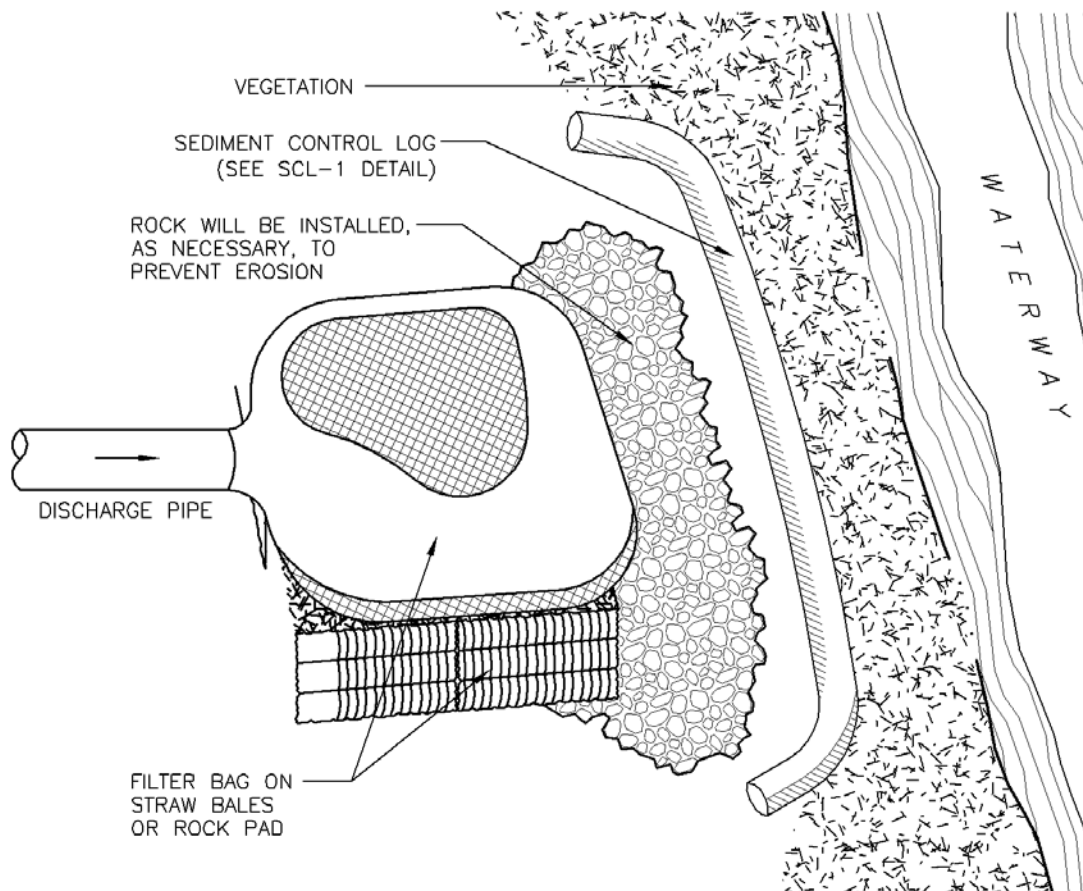 VEGETATION
SEDIMENT CONTROL LOG
(SEE SCL-1 DETAIL)
ROCK WILL BE INSTALLED,
AS NECESSARY, TO
PREVENT EROSION
WATERWAY
DISCHARGE PIPE
FILTER BAG ON
STRAW BALES
OR ROCK PAD